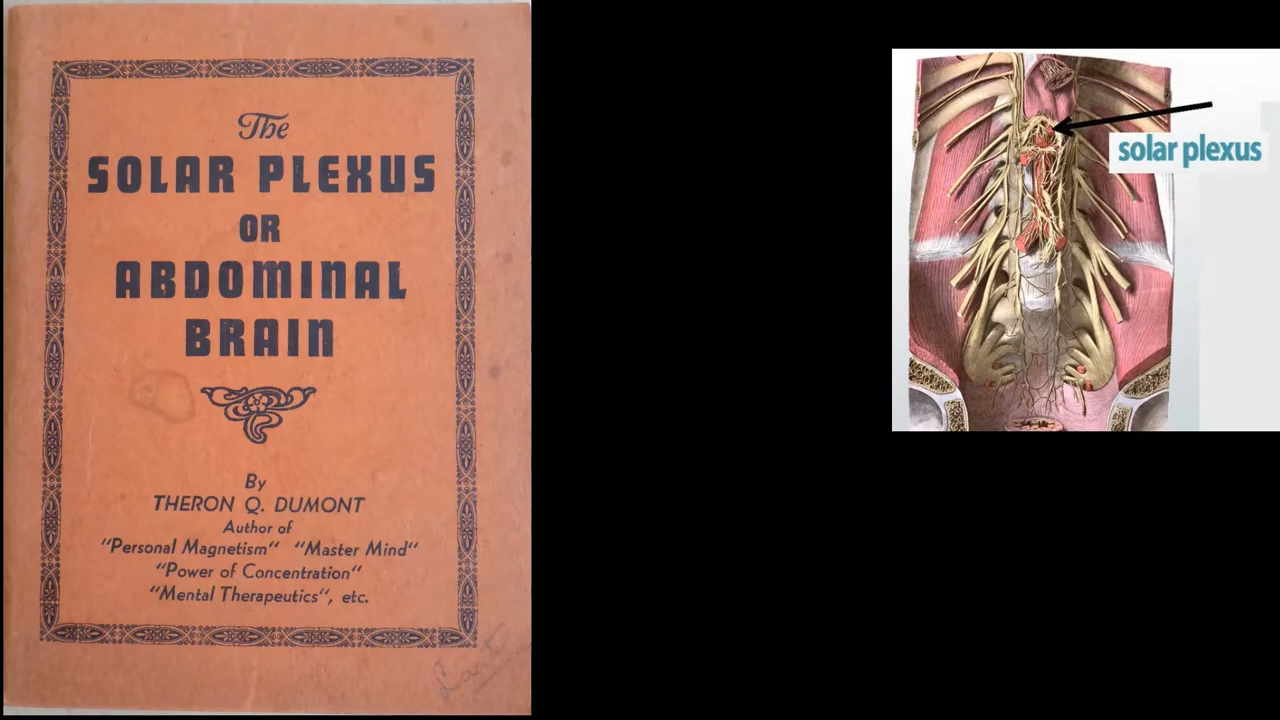 The
SOLAR PLEXUS
OR
ABDOMINAL
BRAIN
By
THERON Q. DUMONT
Author of
"Personal Magnetism" "Master Mind"
"Power of Concentration"
"Mental Therapeutics", etc.
solar plexus